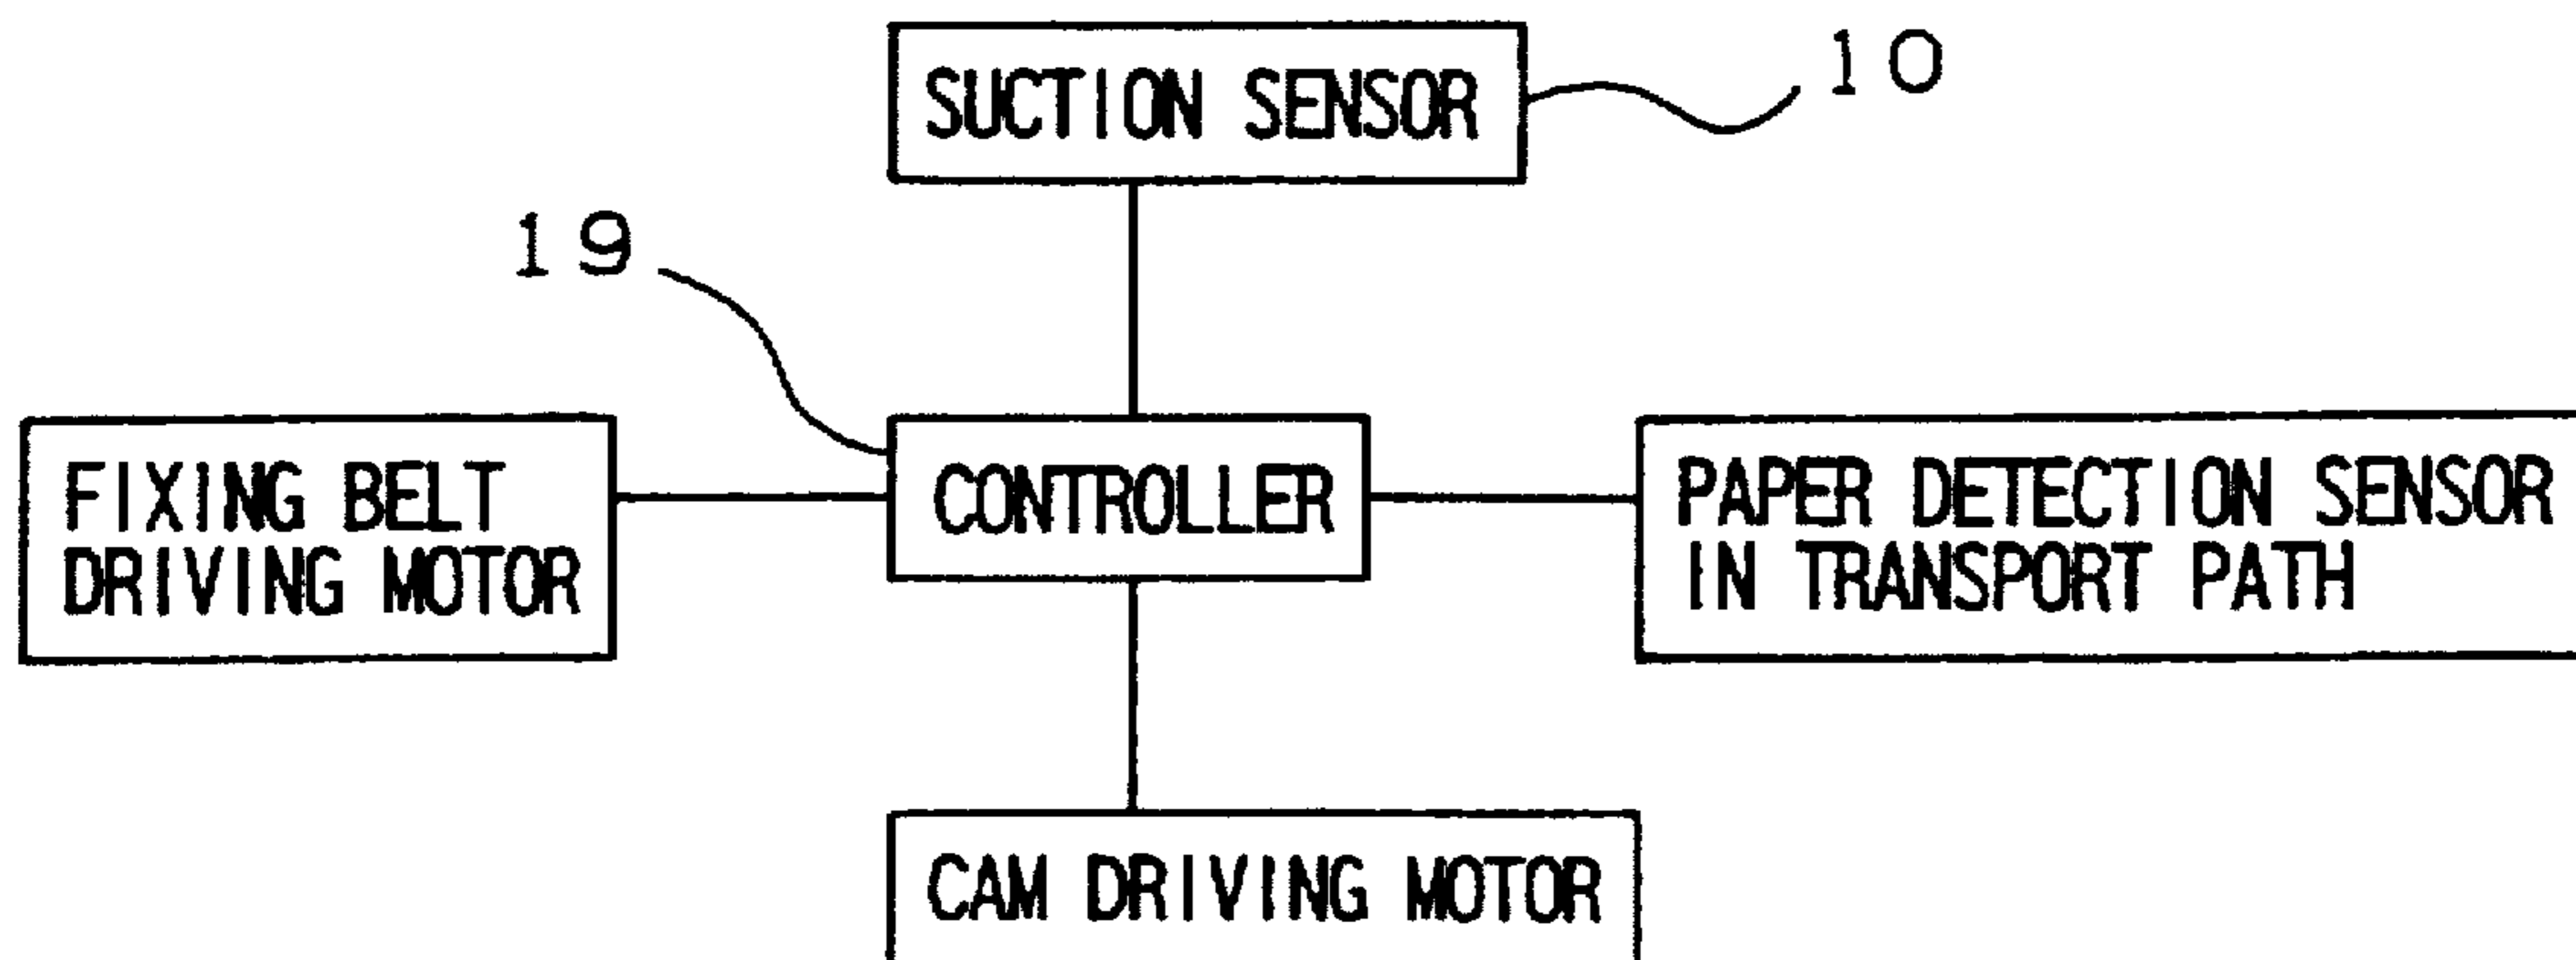 SUCTION SENSOR
10
19
FIXING BELT
DRIVING MOTOR
CONTROLLER
PAPER DETECTION SENSOR
IN TRANSPORT PATH
CAM DRIVING MOTOR